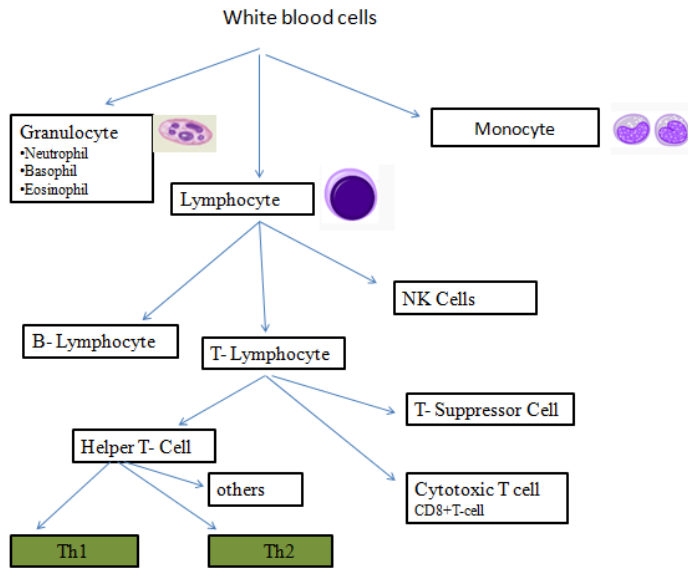 White blood cells
Granulocyte
•Neutrophil
•Basophil
•Eosinophil
Monocyte
Lymphocyte
NK Cells
B- Lymphocyte
T- Lymphocyte
T- Suppressor Cell
Helper T- Cell
others
Cytotoxic T cell
CD8+T-cell
Th1
Th2